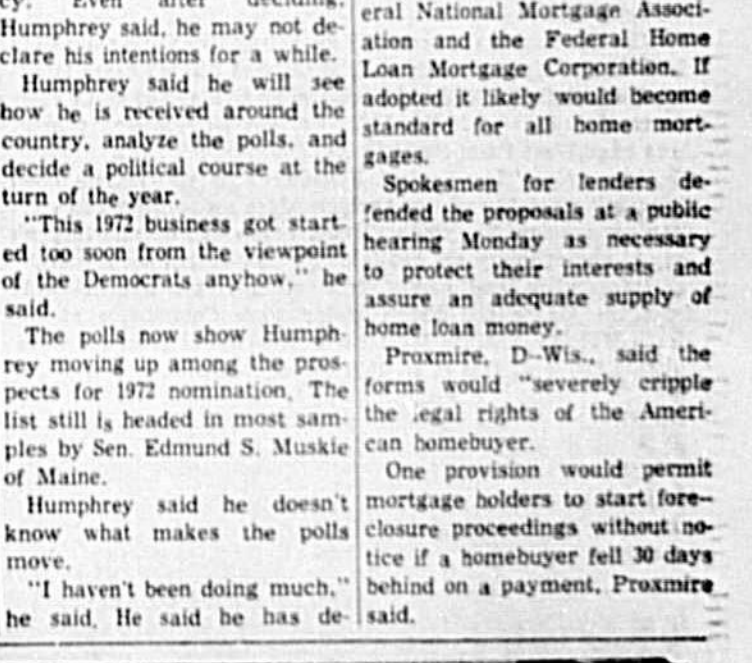 cy. Even after deciding,
Humphrey said, he may not de-
clare his intentions for a while.
Humphrey said he will see
how he is received around the
country, analyze the polls, and
decide a political course at the
turn of the year.
"This 1972 business got start-
ed too soon from the viewpoint
of the Democrats anyhow," he
said.
The polls now show Humph-
rey moving up among the pros-
pects for 1972 nomination. The
list still is headed in most sam-
ples by Sen. Edmund S. Muskie
of Maine.
Humphrey said he doesn't
know what makes the polls
move.
"I haven't been doing much,"
he said. He said he has de-
eral National Mortgage Associ-
ation and the Federal Home
Loan Mortgage Corporation. If
adopted it likely would become
standard for all home mort-
gages.
Spokesmen for lenders de-
fended the proposals at a public
hearing Monday as necessary
to protect their interests and
assure an adequate supply of
home loan money.
Proxmire, D-Wis., said the
forms would "severely cripple
the legal rights of the Ameri-
can homebuyer.
One provision would permit
mortgage holders to start fore-
closure proceedings without no-
tice if a homebuyer fell 30 days
behind on a payment, Proxmire
said.